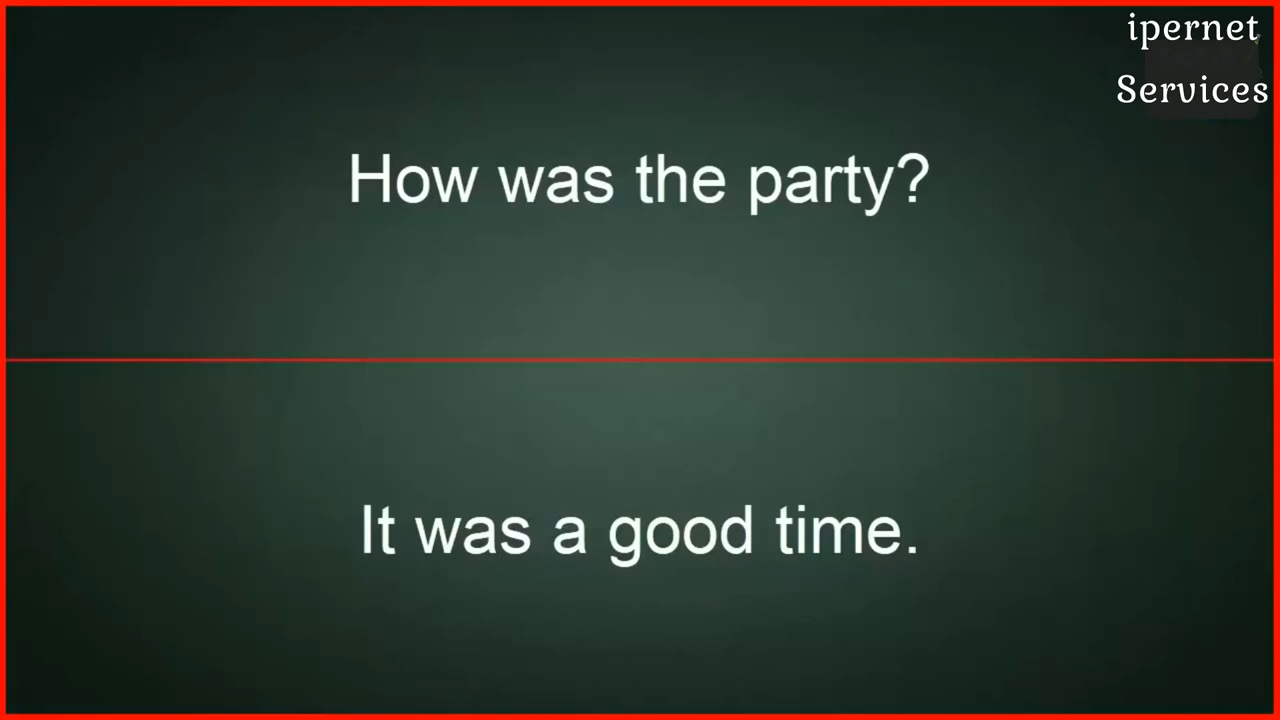 ipernet
Services
How was the party?
It was a good time.